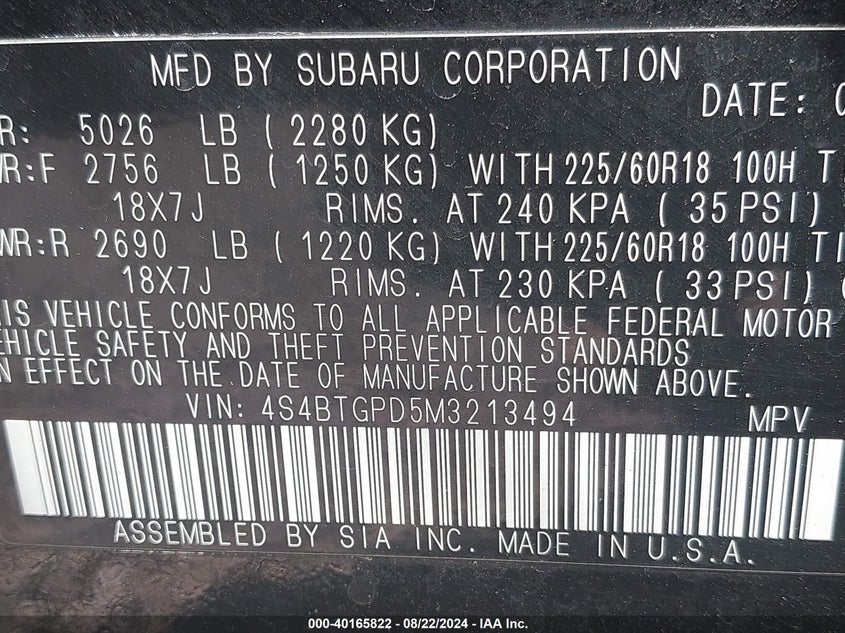 MFD BY SUBARU CORPORATION
DATE: 0
R: 5026 LB ( 2280 KG)
WR:F 2756 LB ( 1250 KG) WITH 225/60R18 100H TI
18X7J RIMS. AT 240 KPA ( 35 PSI)
WR:R 2690 LB ( 1220 KG) WITH 225/60R18 100H TI
18X7J RIMS. AT 230 KPA ( 33 PSI)
IS VEHICLE CONFORMS TO ALL APPLICABLE FEDERAL MOTOR
EHICLE SAFETY AND THEFT PREVENTION STANDARDS
N EFFECT ON THE DATE OF MANUFACTURE SHOWN ABOVE.
VIN: 4S4BTGPD5M3213494 MPV
ASSEMBLED BY SIA INC. MADE IN U.S.A.
000-40165822 - 08/22/2024 - IAA Inc.